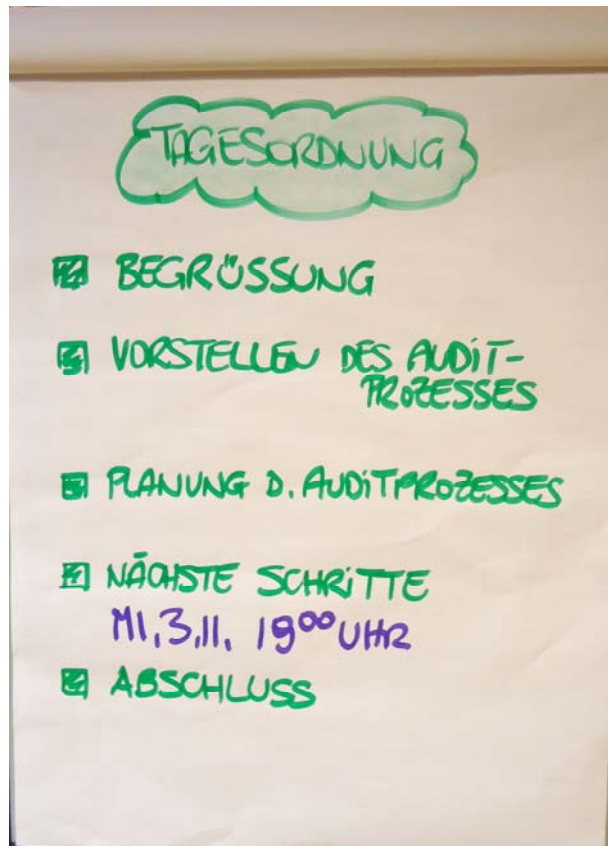 TAGESORDNUNG
BEGRÜSSUNG
VORSTELLEN DES AUDiT-
PROZESSES
PLANUNG D. AUDiTPROZESSES
NÄCHSTE SCHRiTTE
MI, 3,11, 19⁰⁰ UHR
ABSCHLUSS